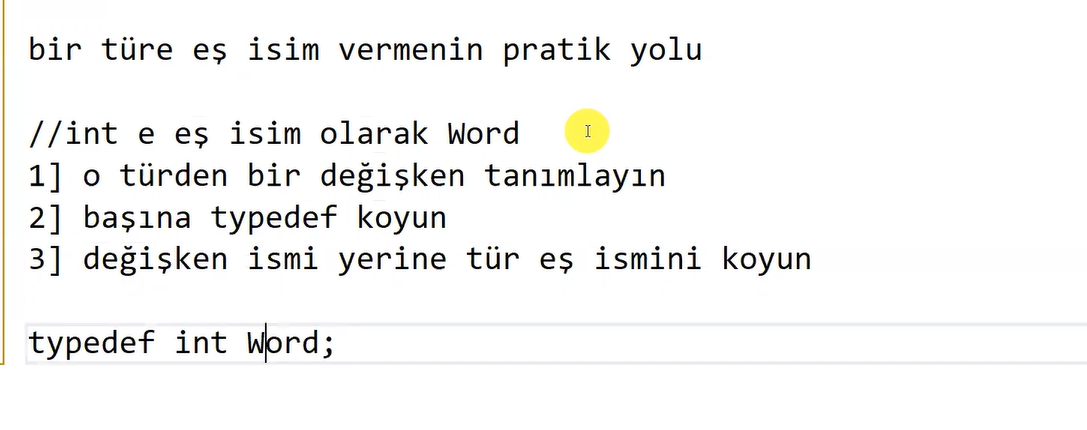 bir türe eş isim vermenin pratik yolu
//int e eş isim olarak Word
1] o türden bir değişken tanımlayın
2] başına typedef koyun
3] değişken ismi yerine tür eş ismini koyun
typedef int Word;